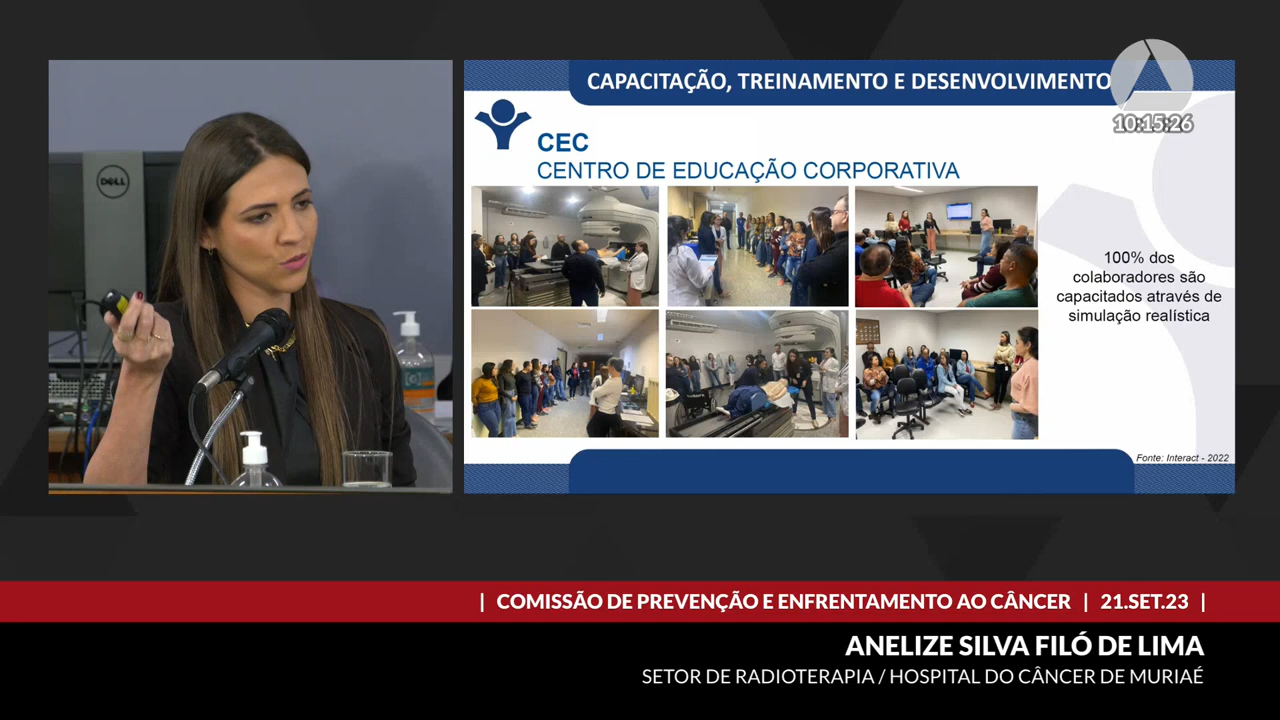 CAPACITAÇÃO, TREINAMENTO E DESENVOLVIMENTO
10:15:26
CEC
CENTRO DE EDUCAÇÃO CORPORATIVA
DELL
100% dos
colaboradores são
capacitados através de
simulação realística
Fonte: Interact - 2022
| COMISSÃO DE PREVENÇÃO E ENFRENTAMENTO AO CÂNCER | 21.SET.23 |
ANELIZE SILVA FILÓ DE LIMA
SETOR DE RADIOTERAPIA / HOSPITAL DO CÂNCER DE MURIAÉ